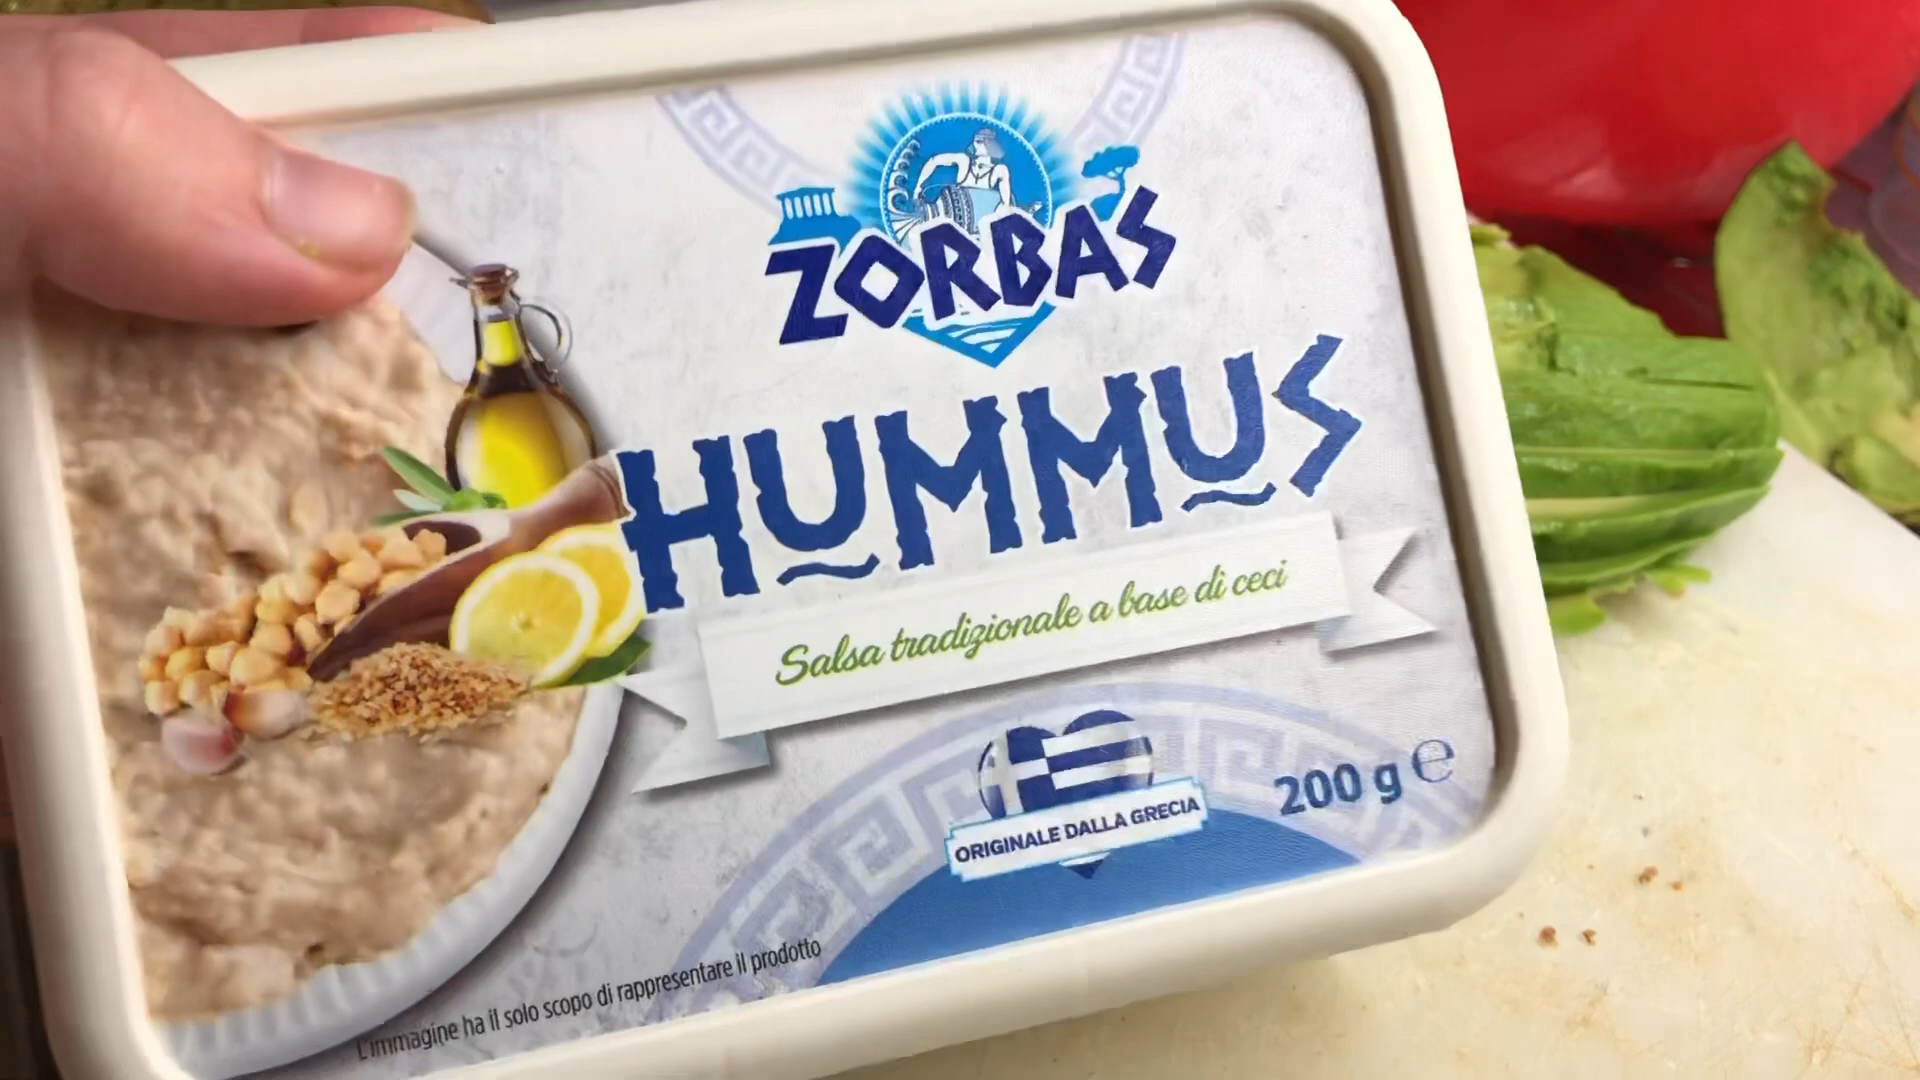 ZORBAS
HUMMUS
Salsa tradizionale a base di ceci
ORIGINALE DALLA GRECIA
200 g ℮
L'immagine ha il solo scopo di rappresentare il prodotto